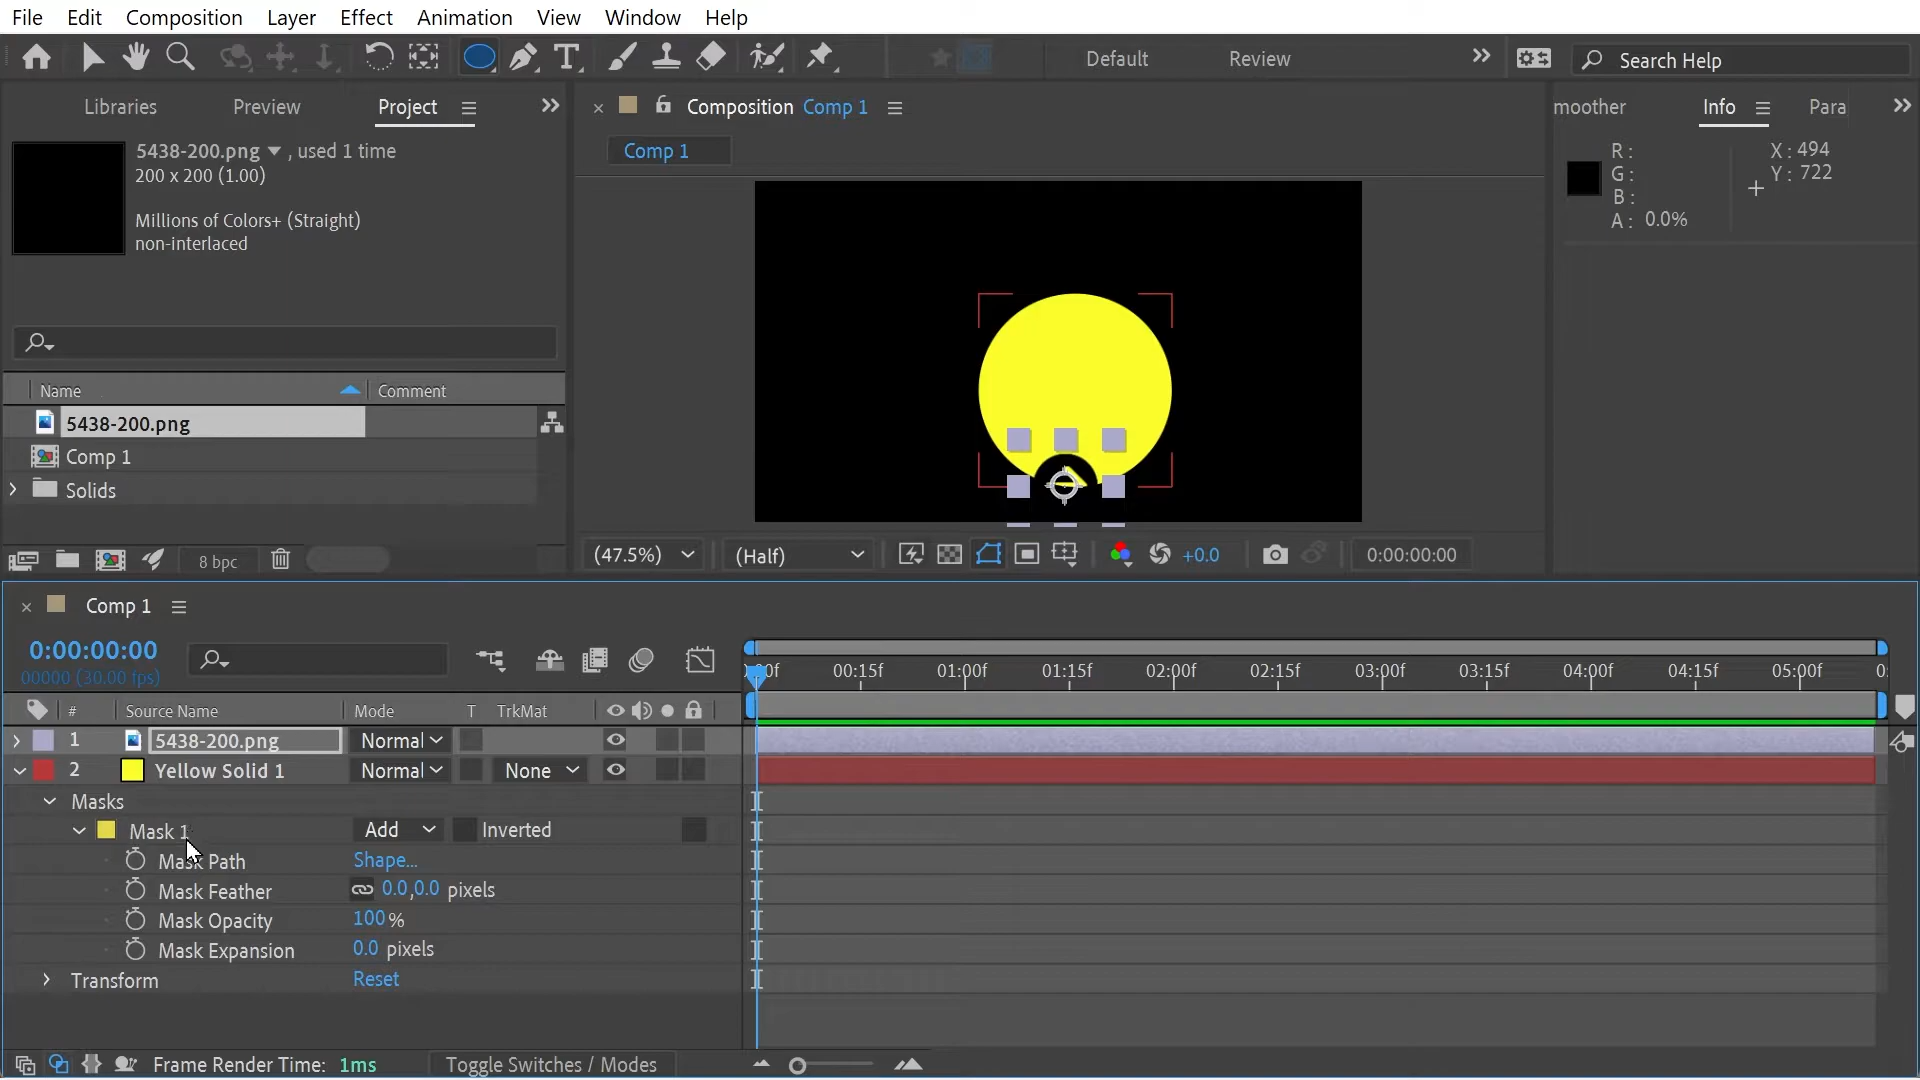 File Edit Composition Layer Effect Animation View Window Help
Default Review Search Help
Libraries Preview Project
Composition Comp 1
moother Info Para
5438-200.png , used 1 time
200 x 200 (1.00)
Millions of Colors+ (Straight)
non-interlaced
Comp 1
R :
G :
B :
A : 0.0%
X : 494
Y : 722
Name Comment
5438-200.png
Comp 1
Solids
8 bpc
(47.5%) (Half) +0.0 0:00:00:00
Comp 1
0:00:00:00
00000 (30.00 fps)
:00f 00:15f 01:00f 01:15f 02:00f 02:15f 03:00f 03:15f 04:00f 04:15f 05:00f 0
# Source Name Mode T TrkMat
1 5438-200.png Normal
2 Yellow Solid 1 Normal None
Masks
Mask 1 Add Inverted
Mask Path Shape...
Mask Feather 0.0,0.0 pixels
Mask Opacity 100%
Mask Expansion 0.0 pixels
Transform Reset
Frame Render Time: 1ms Toggle Switches / Modes